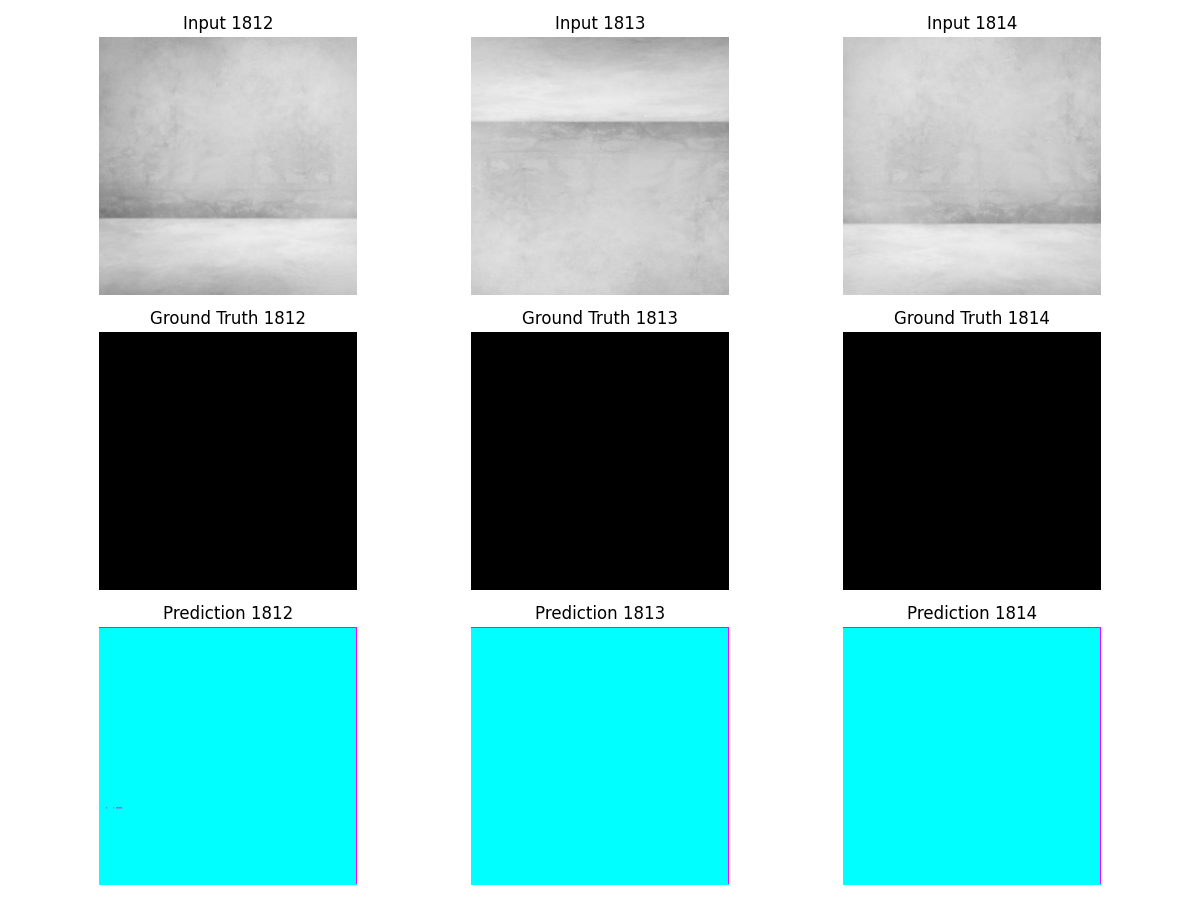 Input 1812
Input 1813
Input 1814
Ground Truth 1812
Ground Truth 1813
Ground Truth 1814
Prediction 1812
Prediction 1813
Prediction 1814